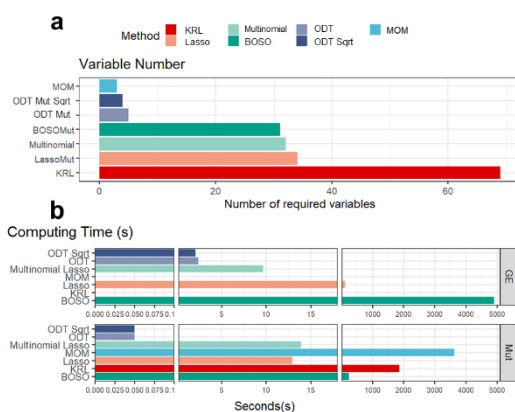 a
Method KRL Multinomial ODT MOM
Lasso BOSO ODT Sqrt
Variable Number
MOM
ODT Mut Sqrt
ODT Mut
BOSOMut
Multinomial
LassoMut
KRL
0 20 40 60
Number of required variables
b
Computing Time (s)
ODT Sqrt
ODT
Multinomial Lasso
MOM
Lasso
KRL
BOSO
GE
0.000 0.025 0.050 0.075 0.1 5 10 15 1000 2000 3000 4000 5000
ODT Sqrt
ODT
Multinomial Lasso
MOM
Lasso
KRL
BOSO
Mut
0.000 0.025 0.050 0.075 0.1 5 10 15 1000 2000 3000 4000 5000
Seconds(s)